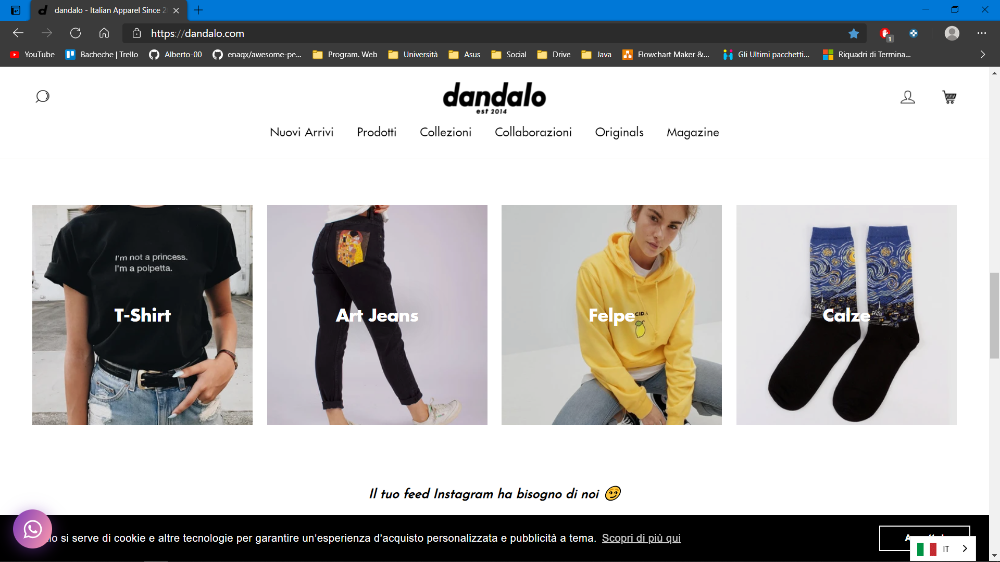 dandalo - Italian Apparel Since 2
https://dandalo.com
YouTube
Bacheche | Trello
Alberto-00
enaqx/awesome-pe...
Program. Web
Università
Asus
Social
Drive
Java
Flowchart Maker &...
Gli Ultimi pacchetti...
Riquadri di Termina...
1
dandalo
est 2014
Nuovi Arrivi
Prodotti
Collezioni
Collaborazioni
Originals
Magazine
I'm not a princess.
I'm a polpetta.
T-Shirt
Art Jeans
Felpe
Calze
Il tuo feed Instagram ha bisogno di noi 😏
si serve di cookie e altre tecnologie per garantire un'esperienza d'acquisto personalizzata e pubblicità a tema. Scopri di più qui
IT